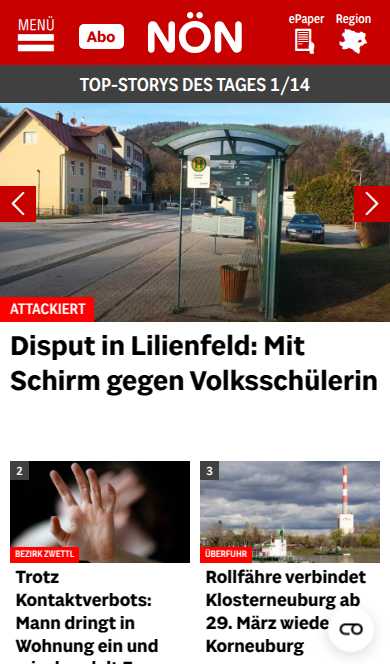 MENÜ
Abo
NÖN
ePaper
Region
TOP-STORYS DES TAGES 1/14
H
ATTACKIERT
Disput in Lilienfeld: Mit
Schirm gegen Volksschülerin
2
BEZIRK ZWETTL
Trotz
Kontaktverbots:
Mann dringt in
Wohnung ein und
3
ÜBERFUHR
Rollfähre verbindet
Klosterneuburg ab
29. März wiede
Korneuburg